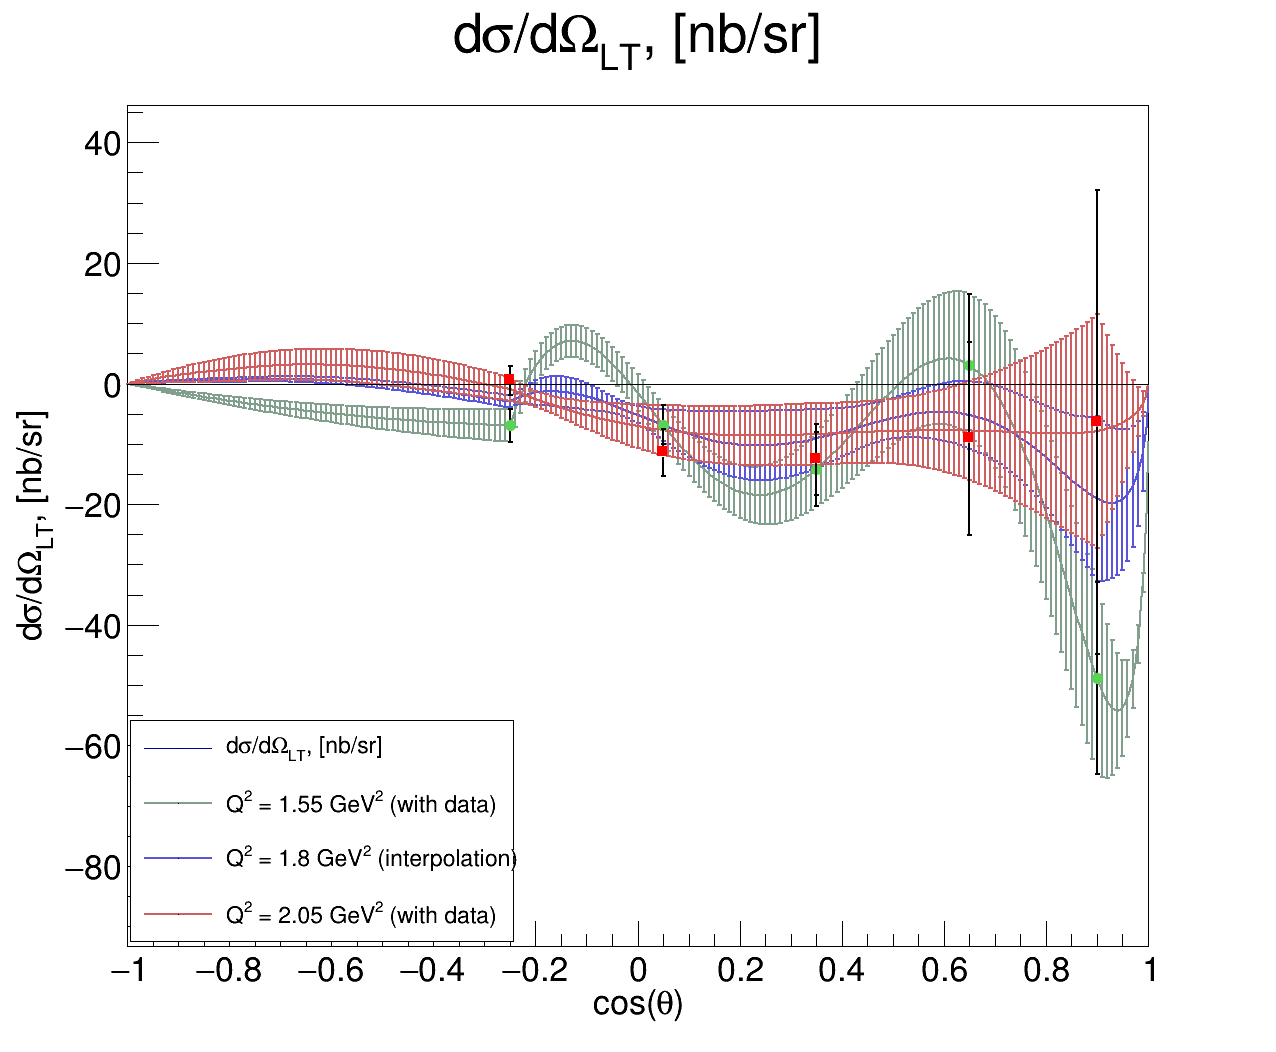 dσ/dΩLT, [nb/sr]
dσ/dΩLT, [nb/sr]
40
20
0
−20
−40
−60
−80
dσ/dΩLT, [nb/sr]
Q2 = 1.55 GeV2 (with data)
Q2 = 1.8 GeV2 (interpolation)
Q2 = 2.05 GeV2 (with data)
−1 −0.8 −0.6 −0.4 −0.2 0 0.2 0.4 0.6 0.8 1
cos(θ)